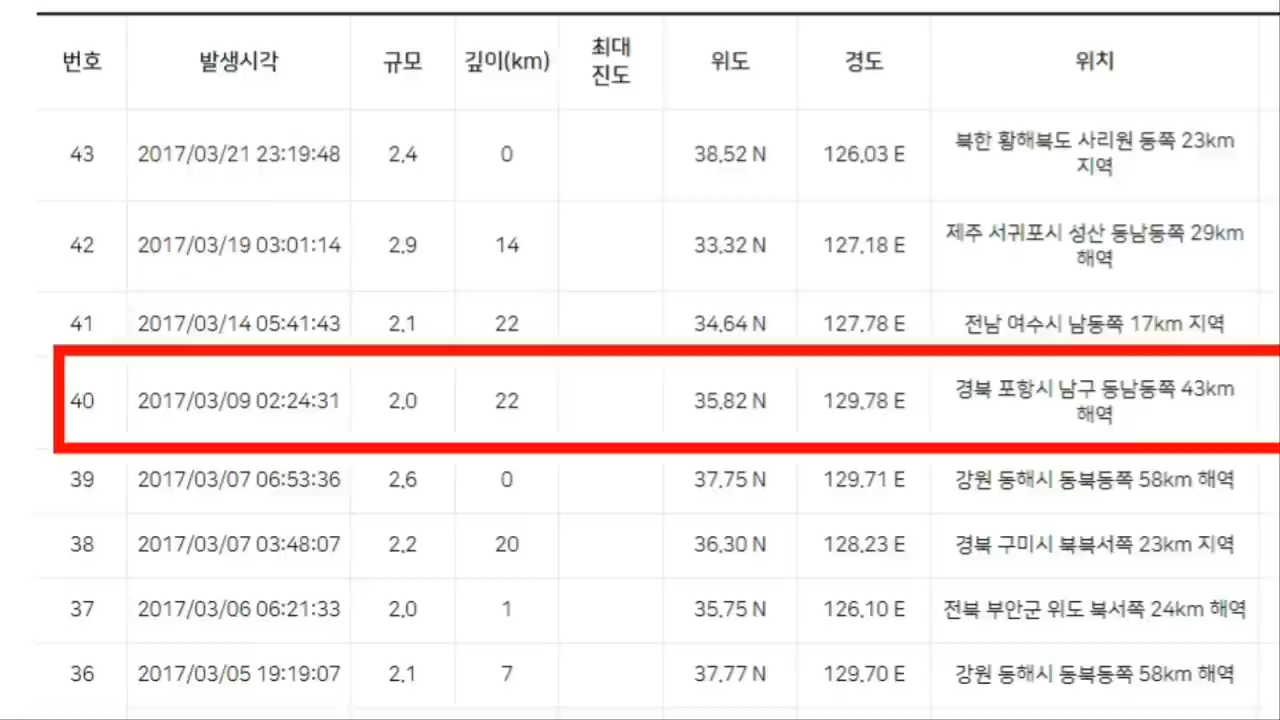 번호 발생시각 규모 깊이(km) 최대 진도 위도 경도 위치
43 2017/03/21 23:19:48 2.4 0 38.52 N 126.03 E 북한 황해북도 사리원 동쪽 23km 지역
42 2017/03/19 03:01:14 2.9 14 33.32 N 127.18 E 제주 서귀포시 성산 동남동쪽 29km 해역
41 2017/03/14 05:41:43 2.1 22 34.64 N 127.78 E 전남 여수시 남동쪽 17km 지역
40 2017/03/09 02:24:31 2.0 22 35.82 N 129.78 E 경북 포항시 남구 동남동쪽 43km 해역
39 2017/03/07 06:53:36 2.6 0 37.75 N 129.71 E 강원 동해시 동북동쪽 58km 해역
38 2017/03/07 03:48:07 2.2 20 36.30 N 128.23 E 경북 구미시 북북서쪽 23km 지역
37 2017/03/06 06:21:33 2.0 1 35.75 N 126.10 E 전북 부안군 위도 북서쪽 24km 해역
36 2017/03/05 19:19:07 2.1 7 37.77 N 129.70 E 강원 동해시 동북동쪽 58km 해역